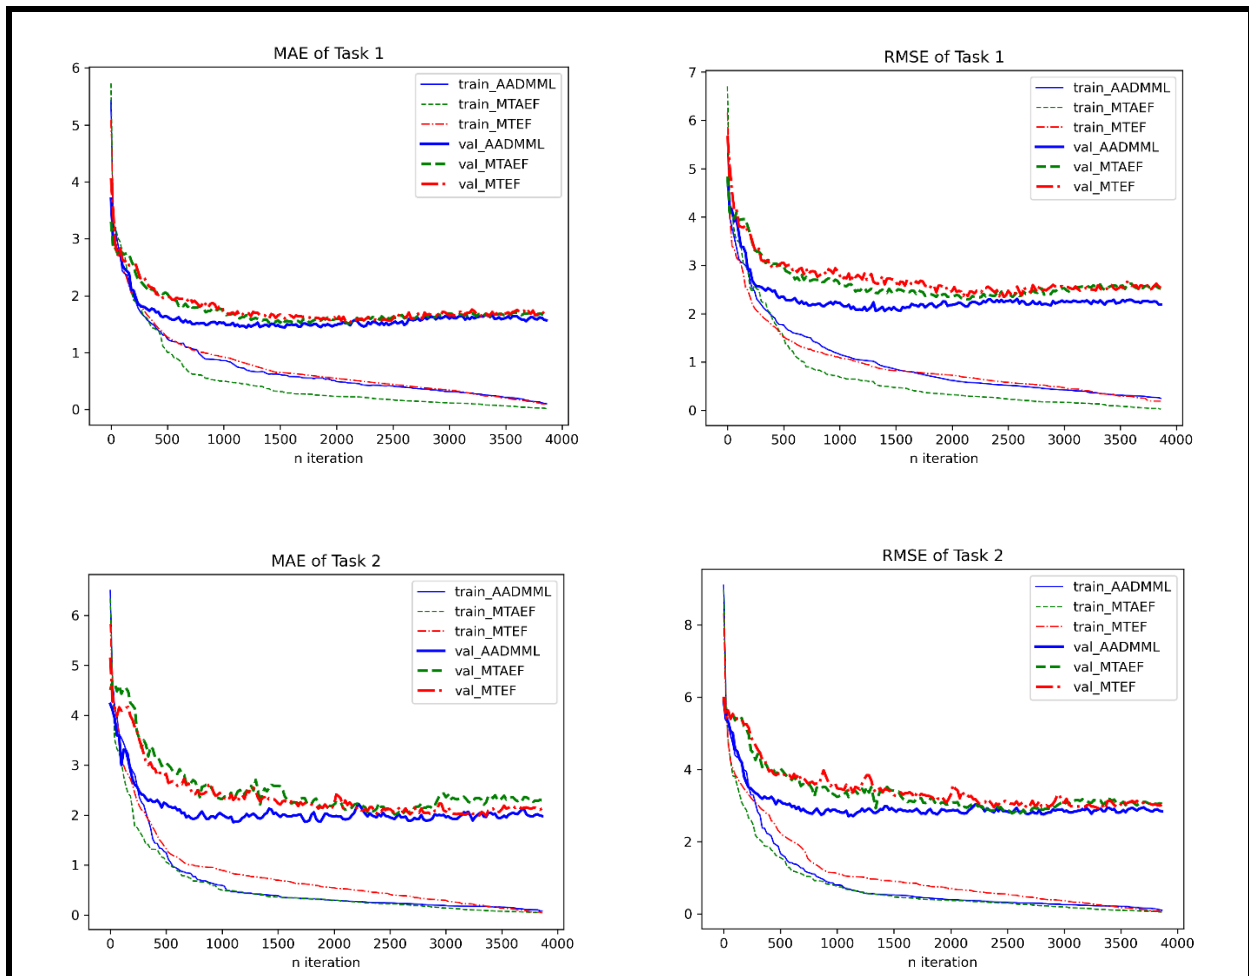 MAE of Task 1
6
5
4
3
2
1
0
0 500 1000 1500 2000 2500 3000 3500 4000
n iteration
train_AADMML
train_MTAEF
train_MTEF
val_AADMML
val_MTAEF
val_MTEF
RMSE of Task 1
7
6
5
4
3
2
1
0
0 500 1000 1500 2000 2500 3000 3500 4000
n iteration
train_AADMML
train_MTAEF
train_MTEF
val_AADMML
val_MTAEF
val_MTEF
MAE of Task 2
6
5
4
3
2
1
0
0 500 1000 1500 2000 2500 3000 3500 4000
n iteration
train_AADMML
train_MTAEF
train_MTEF
val_AADMML
val_MTAEF
val_MTEF
RMSE of Task 2
8
6
4
2
0
0 500 1000 1500 2000 2500 3000 3500 4000
n iteration
train_AADMML
train_MTAEF
train_MTEF
val_AADMML
val_MTAEF
val_MTEF